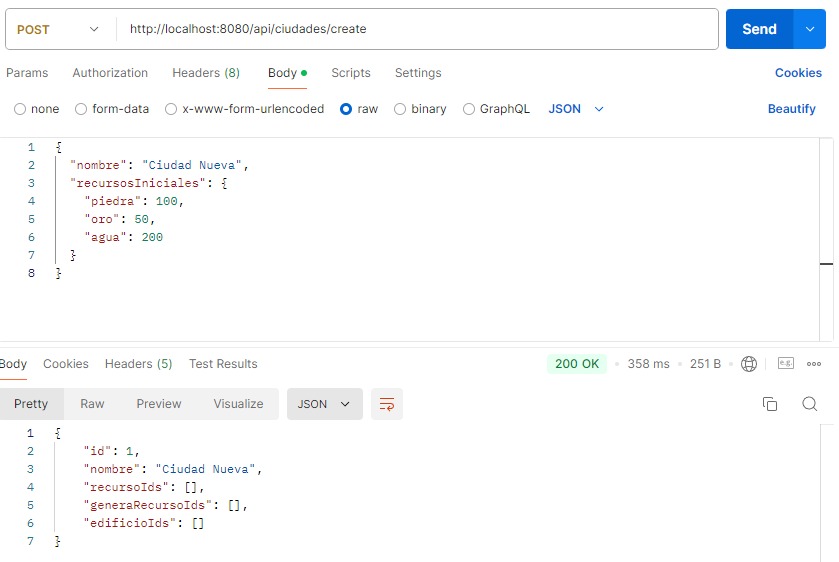 POST http://localhost:8080/api/ciudades/create Send
Params Authorization Headers (8) Body Scripts Settings Cookies
none form-data x-www-form-urlencoded raw binary GraphQL JSON Beautify
1 {
2 "nombre": "Ciudad Nueva",
3 "recursosIniciales": {
4 "piedra": 100,
5 "oro": 50,
6 "agua": 200
7 }
8 }
Body Cookies Headers (5) Test Results 200 OK 358 ms 251 B e.g.
Pretty Raw Preview Visualize JSON
1 {
2 "id": 1,
3 "nombre": "Ciudad Nueva",
4 "recursoIds": [],
5 "generaRecursoIds": [],
6 "edificioIds": []
7 }